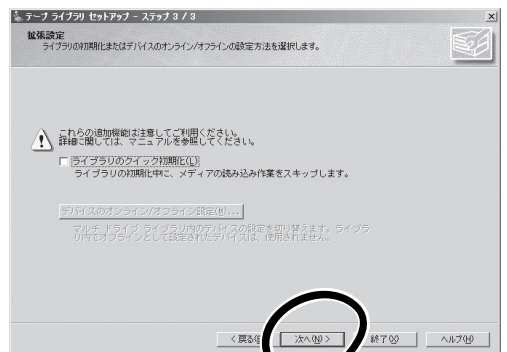 テープ ライブラリ セットアップ - ステップ 3 / 3
拡張設定
ライブラリの初期化またはデバイスのオンライン/オフラインの設定方法を選択します。
これらの追加機能は注意してご利用ください。
詳細に関しては、マニュアルを参照してください。
ライブラリのクイック初期化(L)
ライブラリの初期化中に、メディアの読み込み作業をスキップします。
デバイスのオンライン/オフライン設定(M)...
マルチ ドライブ ライブラリ内のデバイスの設定を切り替えます。ライブラ
リ内でオフラインとして設定されたデバイスは、使用されません。
< 戻る(B) 次へ(N) > 終了(X) ヘルプ(H)